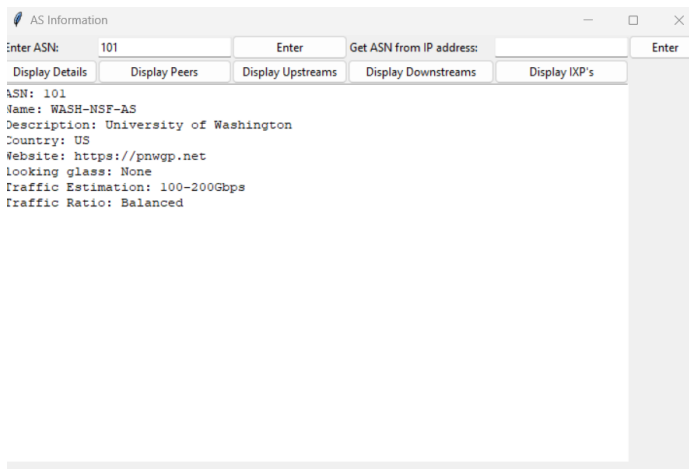 AS Information
Enter ASN: 101 Enter Get ASN from IP address: Enter
Display Details Display Peers Display Upstreams Display Downstreams Display IXP's
ASN: 101
Name: WASH-NSF-AS
Description: University of Washington
Country: US
Website: https://pnwgp.net
looking glass: None
Traffic Estimation: 100-200Gbps
Traffic Ratio: Balanced